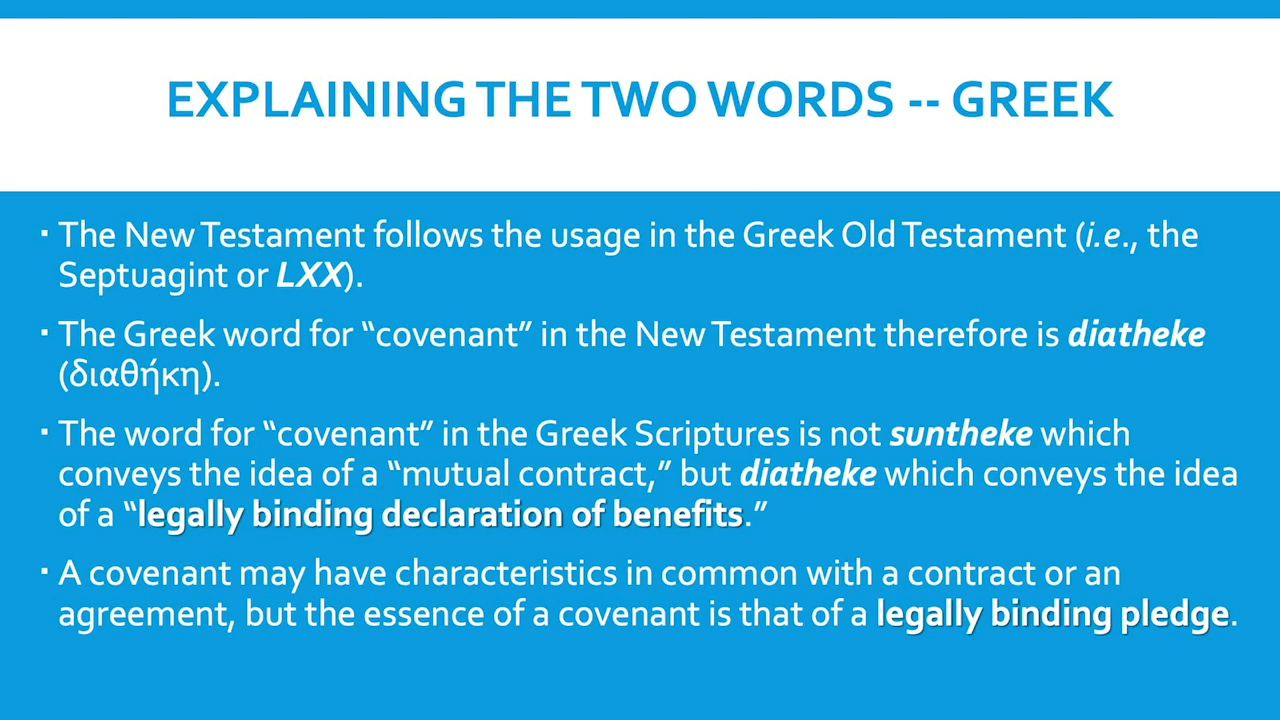 EXPLAINING THE TWO WORDS -- GREEK
▪ The New Testament follows the usage in the Greek Old Testament (i.e., the
Septuagint or LXX).
▪ The Greek word for “covenant” in the New Testament therefore is diatheke
(διαθήκη).
▪ The word for “covenant” in the Greek Scriptures is not suntheke which
conveys the idea of a “mutual contract,” but diatheke which conveys the idea
of a “legally binding declaration of benefits.”
▪ A covenant may have characteristics in common with a contract or an
agreement, but the essence of a covenant is that of a legally binding pledge.